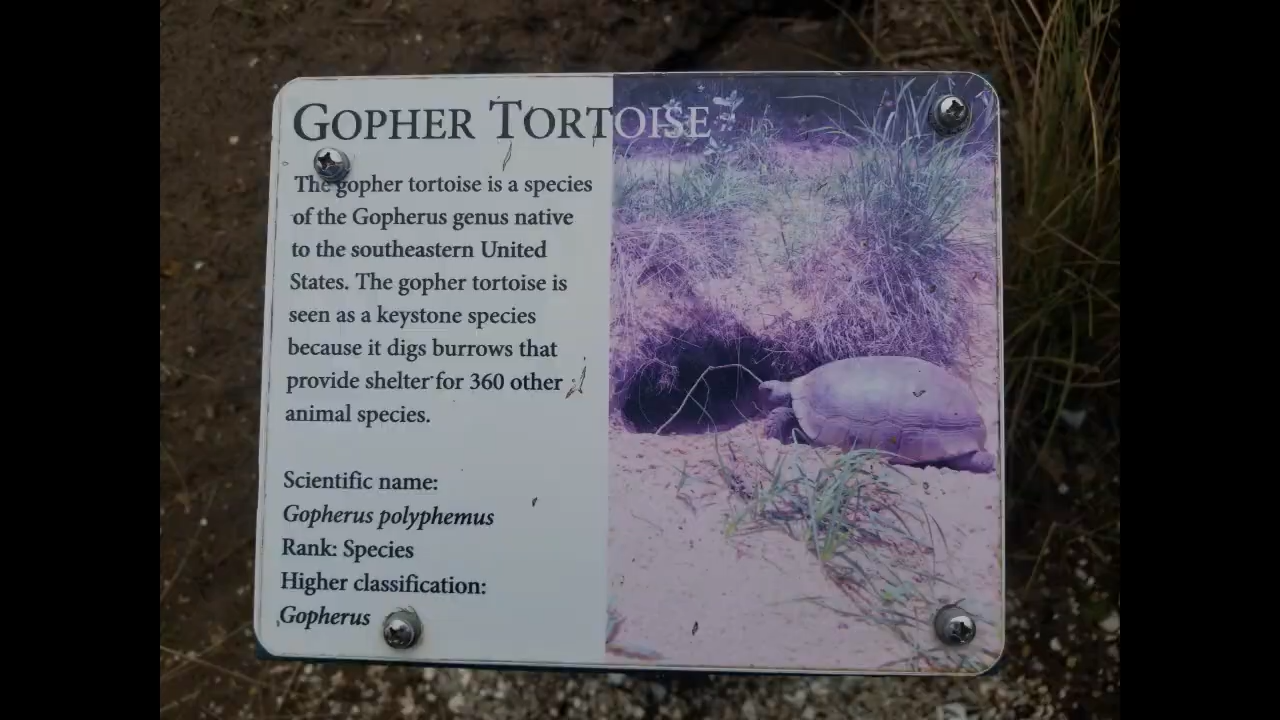 GOPHER TORTOISE
The gopher tortoise is a species
of the Gopherus genus native
to the southeastern United
States. The gopher tortoise is
seen as a keystone species
because it digs burrows that
provide shelter for 360 other
animal species.
Scientific name:
Gopherus polyphemus
Rank: Species
Higher classification:
Gopherus